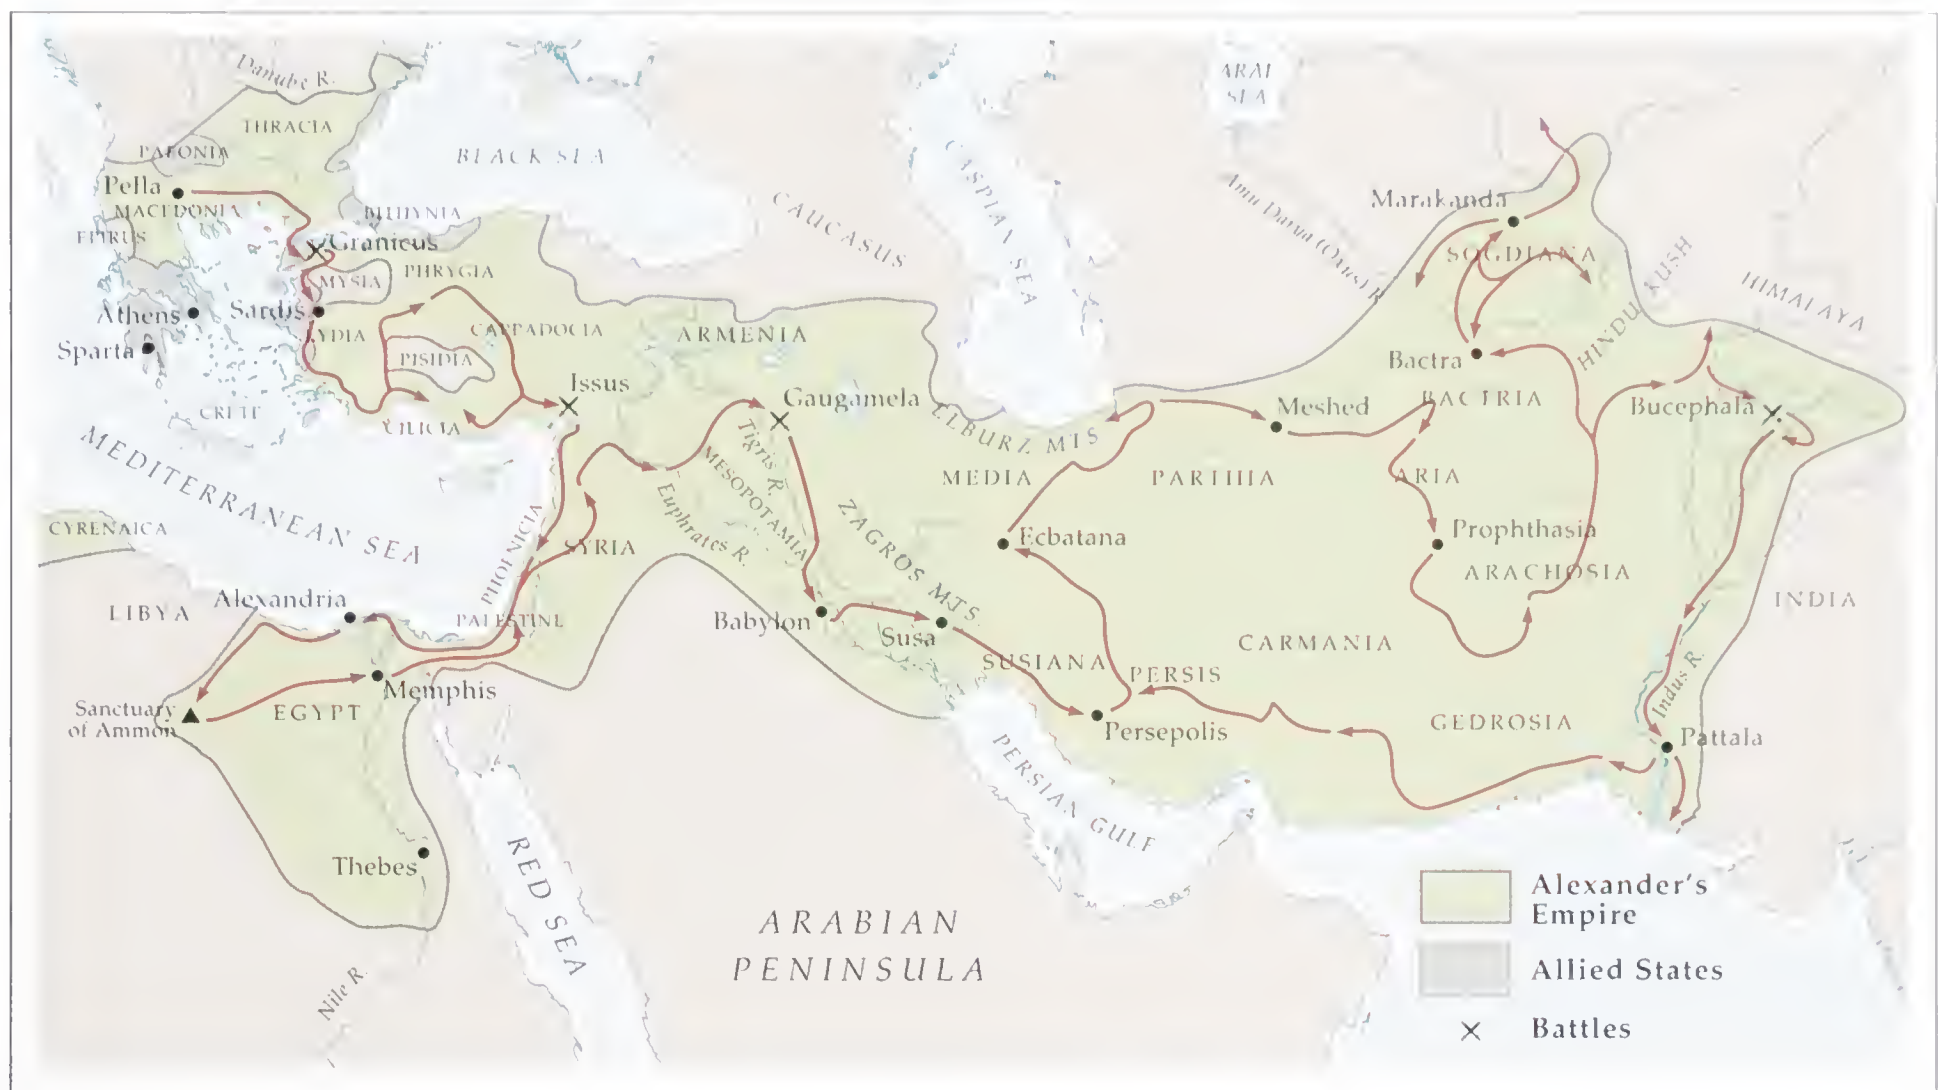 Danube R.
THRACIA
PAEONIA
Pella
MACEDONIA
EPIRUS
BLACK SEA
BITHYNIA
Granicus
MYSIA
PHRYGIA
Athens
Sardis
Sparta
LYDIA
PISIDIA
CAPPADOCIA
ARMENIA
CAUCASUS
CASPIAN SEA
ARAL
SEA
Amu Darya (Oxus) R.
Marakanda
SOGDIANA
HINDU KUSH
HIMALAYA
Bactra
BACTRIA
Bucephala
Issus
Gaugamela
ELBURZ MTS
Meshed
CRETE
CILICIA
MEDITERRANEAN SEA
Tigris R.
MESOPOTAMIA
Euphrates R.
MEDIA
PARTHIA
ARIA
CYRENAICA
PHOENICIA
SYRIA
ZAGROS MTS.
Ecbatana
Prophthasia
ARACHOSIA
LIBYA
Alexandria
PALESTINE
Babylon
Susa
SUSIANA
PERSIS
CARMANIA
INDIA
Memphis
EGYPT
Sanctuary
of Ammon
Persepolis
GEDROSIA
Indus R.
Pattala
PERSIAN GULF
Thebes
RED SEA
Nile R.
ARABIAN
PENINSULA
Alexander's
Empire
Allied States
Battles